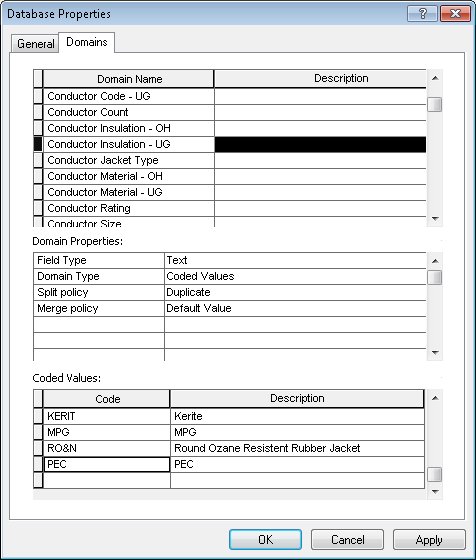 Database Properties
General Domains
Domain Name Description
Conductor Code - UG
Conductor Count
Conductor Insulation - OH
Conductor Insulation - UG
Conductor Jacket Type
Conductor Material - OH
Conductor Material - UG
Conductor Rating
Conductor Size
Domain Properties:
Field Type Text
Domain Type Coded Values
Split policy Duplicate
Merge policy Default Value
Coded Values:
Code Description
KERIT Kerite
MPG MPG
RO&N Round Ozane Resistent Rubber Jacket
PEC PEC
OK Cancel Apply